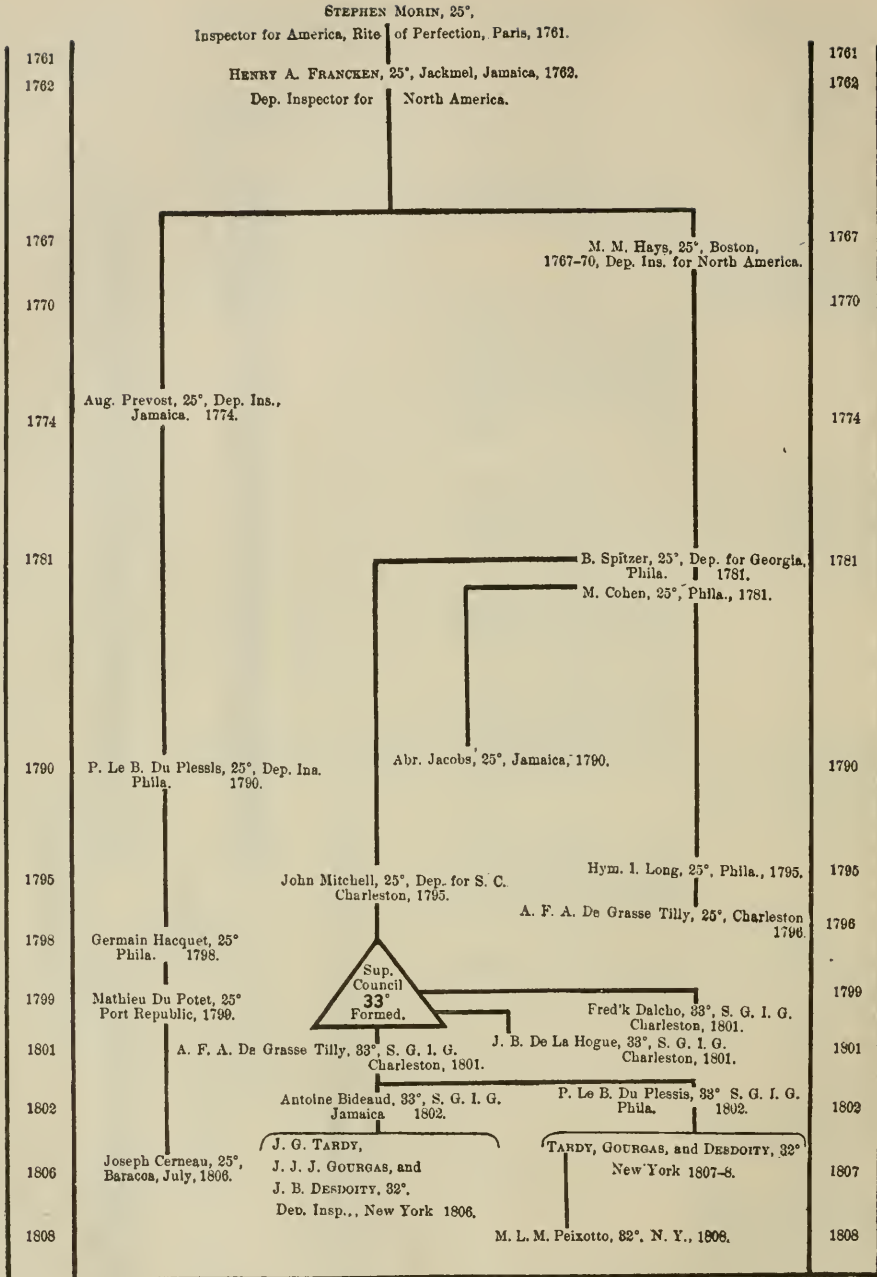 STEPHEN MORIN, 25°,
Inspector for America, Rite of Perfection, Paris, 1761.
1761
1761
HENRY A. FRANCKEN, 25°, Jackmel, Jamaica, 1762.
1762
1762
Dep. Inspector for North America.
1767
M. M. Hays, 25°, Boston,
1767-70, Dep. Ins. for North America.
1767
1770
1770
Aug. Prevost, 25°, Dep. Ins.,
Jamaica. 1774.
1774
1774
1781
B. Spitzer, 25°, Dep. for Georgia,
Phila. 1781.
1781
M. Cohen, 25°, Phila., 1781.
Abr. Jacobs, 25°, Jamaica, 1790.
1790
P. Le B. Du Plessis, 25°, Dep. Ins.
Phila. 1790.
1790
1795
John Mitchell, 25°, Dep. for S. C.
Charleston, 1795.
Hym. I. Long, 25°, Phila., 1795.
1795
A. F. A. De Grasse Tilly, 25°, Charleston
1796.
1796
1798
Germain Hacquet, 25°
Phila. 1798.
Sup.
Council
33°
Formed.
1799
Mathieu Du Potet, 25°
Port Republic, 1799.
1799
Fred'k Dalcho, 33°, S. G. I. G.
Charleston, 1801.
1801
A. F. A. De Grasse Tilly, 33°, S. G. I. G.
Charleston, 1801.
J. B. De La Hogue, 33°, S. G. I. G.
Charleston, 1801.
1801
1802
Antoine Bideaud, 33°, S. G. I. G.
Jamaica 1802.
P. Le B. Du Plessis, 33° S. G. I. G.
Phila. 1802.
1802
1806
Joseph Cerneau, 25°,
Baracoa, July, 1806.
J. G. TARDY,
J. J. J. GOURGAS, and
J. B. DESDOITY, 32°.
Dep. Insp.,, New York 1806.
TARDY, GOURGAS, and DESDOITY, 32°
New York 1807-8.
1807
1808
M. L. M. Peixotto, 32°, N. Y., 1808.
1808